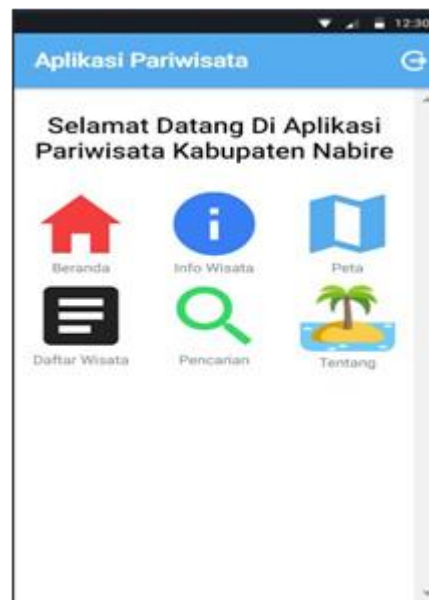 12:30
Aplikasi Pariwisata
Selamat Datang Di Aplikasi
Pariwisata Kabupaten Nabire
Beranda Info Wisata Peta
Daftar Wisata Pencarian Tentang